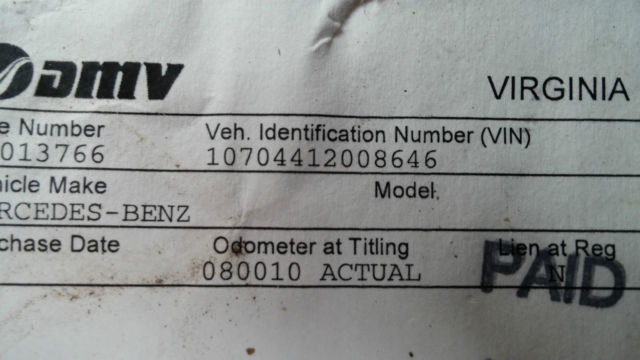 DMV VIRGINIA
e Number Veh. Identification Number (VIN)
013766 10704412008646
nicle Make Model
RCEDES-BENZ
chase Date Odometer at Titling Lien at Reg
080010 ACTUAL N
PAID